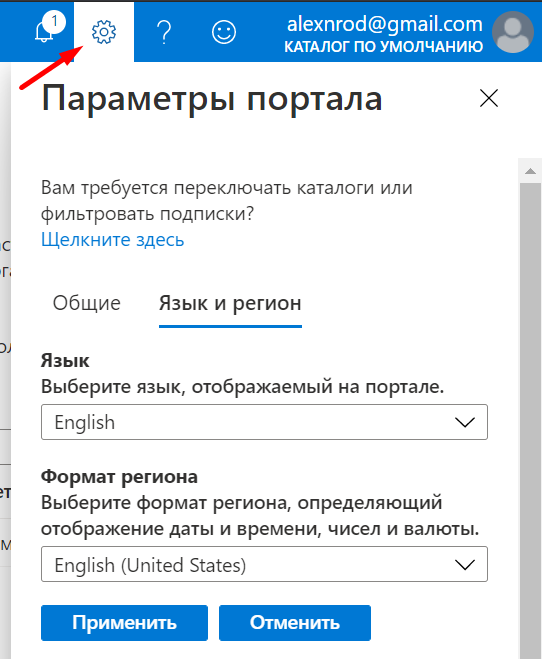 1
alexnrod@gmail.com
КАТАЛОГ ПО УМОЛЧАНИЮ
Параметры портала
Вам требуется переключать каталоги или
фильтровать подписки?
Щелкните здесь
Общие
Язык и регион
Язык
Выберите язык, отображаемый на портале.
English
Формат региона
Выберите формат региона, определяющий
отображение даты и времени, чисел и валюты.
English (United States)
Применить
Отменить